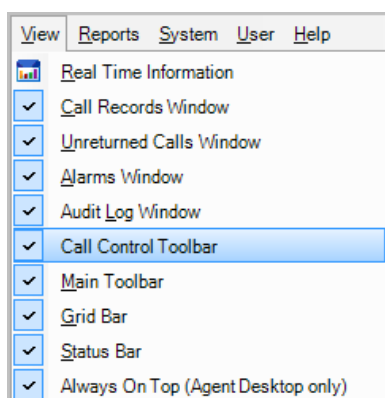 View Reports System User Help
Real Time Information
Call Records Window
Unreturned Calls Window
Alarms Window
Audit Log Window
Call Control Toolbar
Main Toolbar
Grid Bar
Status Bar
Always On Top (Agent Desktop only)